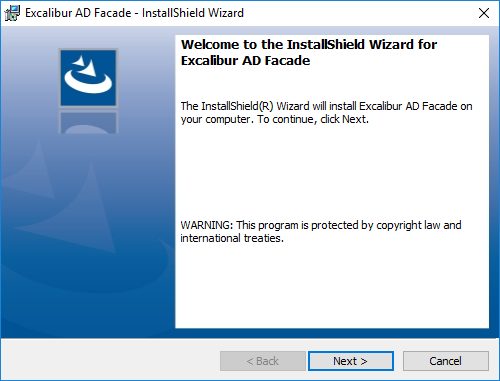 Excalibur AD Facade - InstallShield Wizard
Welcome to the InstallShield Wizard for
Excalibur AD Facade
The InstallShield(R) Wizard will install Excalibur AD Facade on
your computer. To continue, click Next.
WARNING: This program is protected by copyright law and
international treaties.
< Back
Next >
Cancel